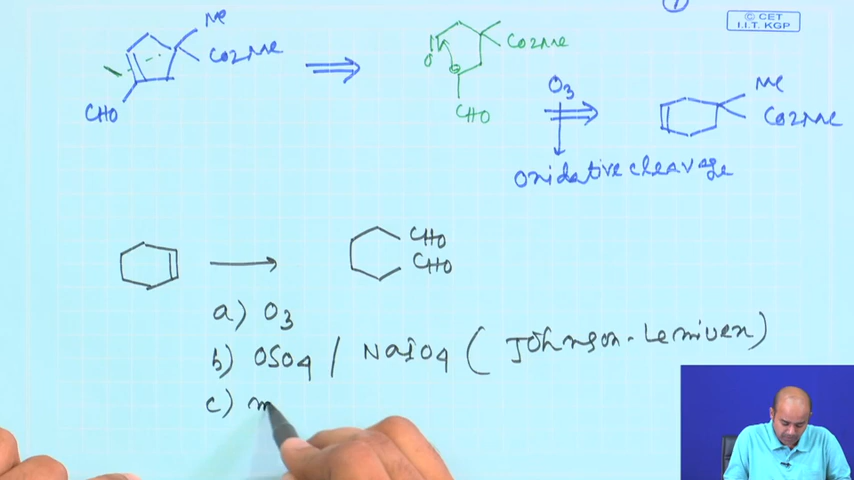 1
© CET
I.I.T. KGP
Me
CO2Me
CHO
O
CO2Me
CHO
O3
Me
CO2Me
Oxidative cleavage
CHO
CHO
a) O3
b) OSO4 / NaIO4 ( Johnson-Lemieux)
c) m